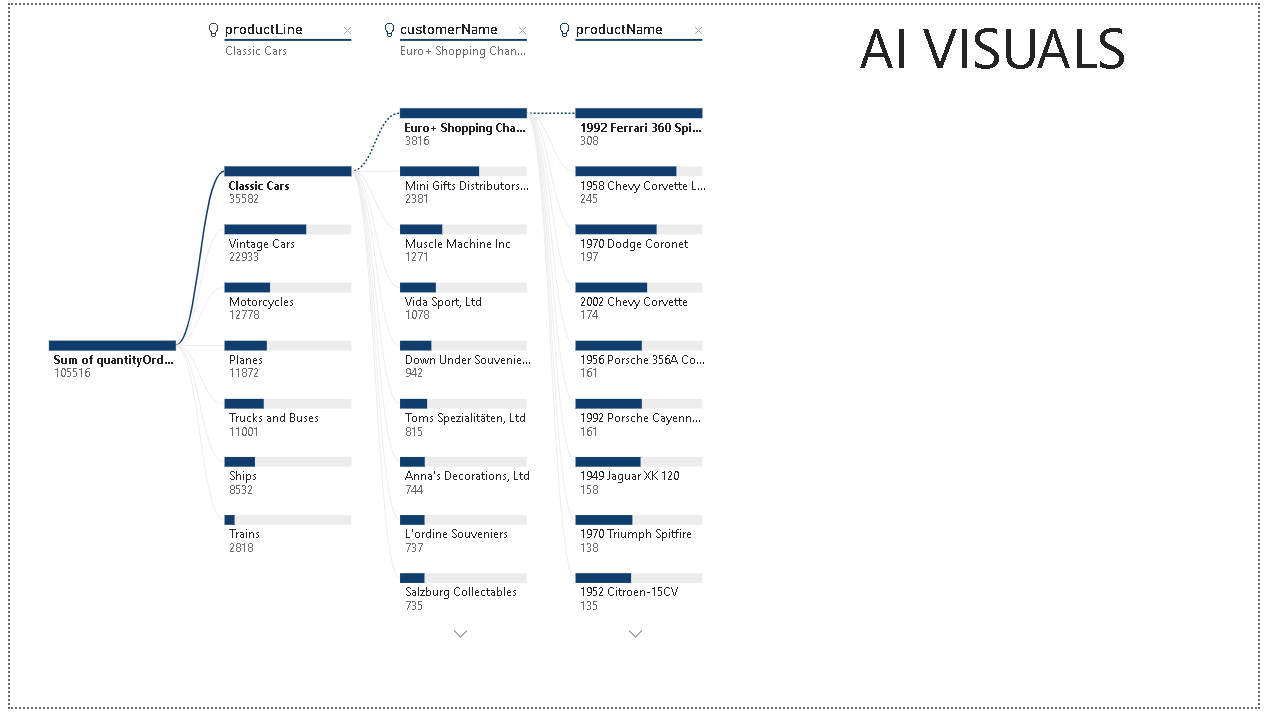 productLine
Classic Cars
customerName
Euro+ Shopping Chan...
productName
AI VISUALS
Sum of quantityOrd...
105516
Classic Cars
35582
Vintage Cars
22933
Motorcycles
12778
Planes
11872
Trucks and Buses
11001
Ships
8532
Trains
2818
Euro+ Shopping Cha...
3816
Mini Gifts Distributors...
2381
Muscle Machine Inc
1271
Vida Sport, Ltd
1078
Down Under Souvenie...
942
Toms Spezialitäten, Ltd
815
Anna's Decorations, Ltd
744
L'ordine Souveniers
737
Salzburg Collectables
735
1992 Ferrari 360 Spi...
308
1958 Chevy Corvette L...
245
1970 Dodge Coronet
197
2002 Chevy Corvette
174
1956 Porsche 356A Co...
161
1992 Porsche Cayenn...
161
1949 Jaguar XK 120
158
1970 Triumph Spitfire
138
1952 Citroen-15CV
135